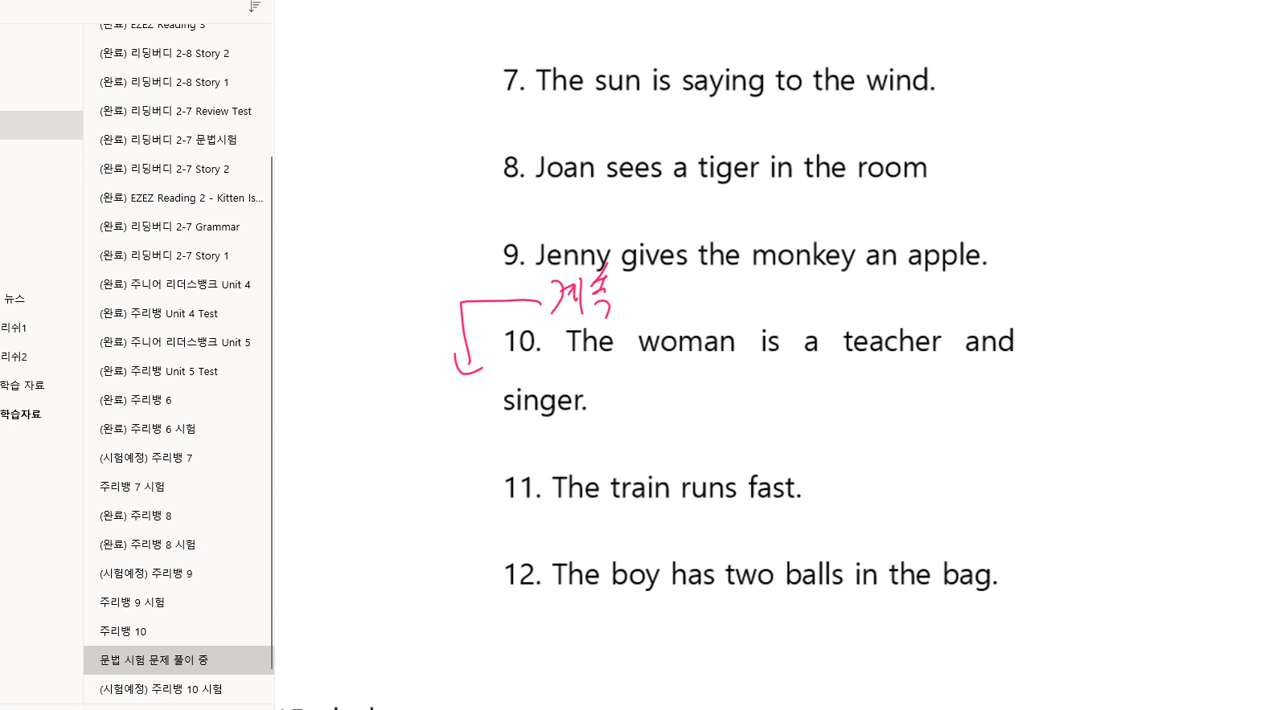 (완료) EZEZ Reading 3
(완료) 리딩버디 2-8 Story 2
(완료) 리딩버디 2-8 Story 1
(완료) 리딩버디 2-7 Review Test
(완료) 리딩버디 2-7 문법시험
(완료) 리딩버디 2-7 Story 2
(완료) EZEZ Reading 2 - Kitten Is...
(완료) 리딩버디 2-7 Grammar
(완료) 리딩버디 2-7 Story 1
(완료) 주니어 리더스뱅크 Unit 4
뉴스
(완료) 주리뱅 Unit 4 Test
리쉬1
(완료) 주니어 리더스뱅크 Unit 5
리쉬2
(완료) 주리뱅 Unit 5 Test
학습 자료
(완료) 주리뱅 6
학습자료
(완료) 주리뱅 6 시험
(시험예정) 주리뱅 7
주리뱅 7 시험
(완료) 주리뱅 8
(완료) 주리뱅 8 시험
(시험예정) 주리뱅 9
주리뱅 9 시험
주리뱅 10
문법 시험 문제 풀이 중
(시험예정) 주리뱅 10 시험
7. The sun is saying to the wind.
8. Joan sees a tiger in the room
9. Jenny gives the monkey an apple.
계속
10. The woman is a teacher and
singer.
11. The train runs fast.
12. The boy has two balls in the bag.